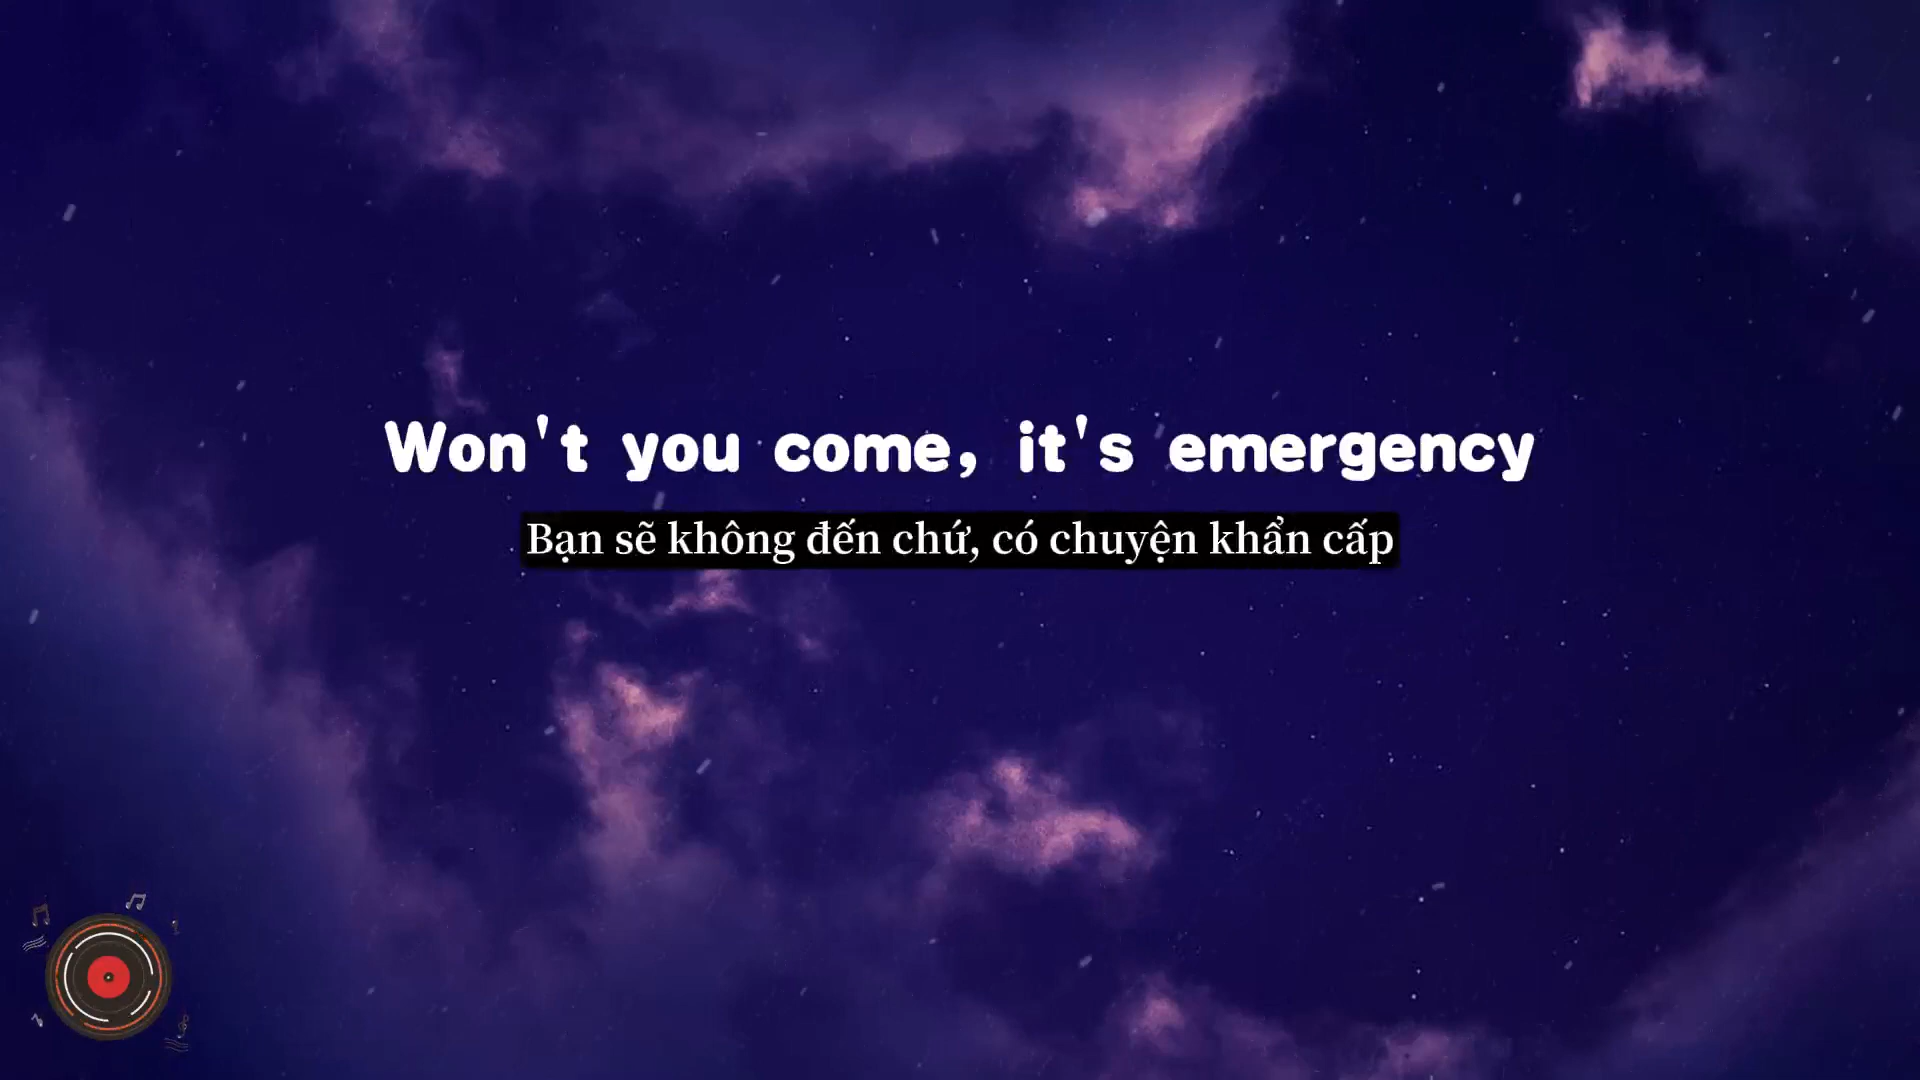 Won't you come, it's emergency
Bạn sẽ không đến chứ, có chuyện khẩn cấp